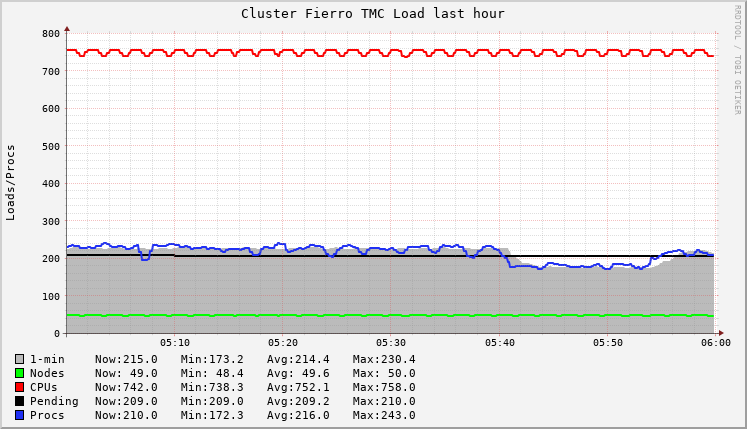 Cluster Fierro TMC Load last hour
RRDTOOL / TOBI OETIKER
Loads/Procs
800
700
600
500
400
300
200
100
0
05:10 05:20 05:30 05:40 05:50 06:00
1-min Now:215.0 Min:173.2 Avg:214.4 Max:230.4
Nodes Now: 49.0 Min: 48.4 Avg: 49.6 Max: 50.0
CPUs Now:742.0 Min:738.3 Avg:752.1 Max:758.0
Pending Now:209.0 Min:209.0 Avg:209.2 Max:210.0
Procs Now:210.0 Min:172.3 Avg:216.0 Max:243.0